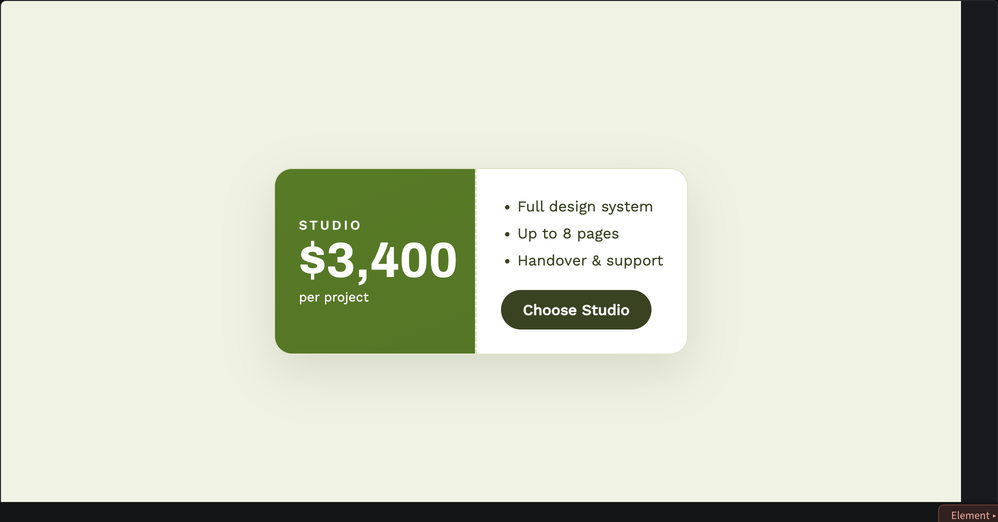 STUDIO
$3,400
per project
Full design system
Up to 8 pages
Handover & support
Choose Studio
Element